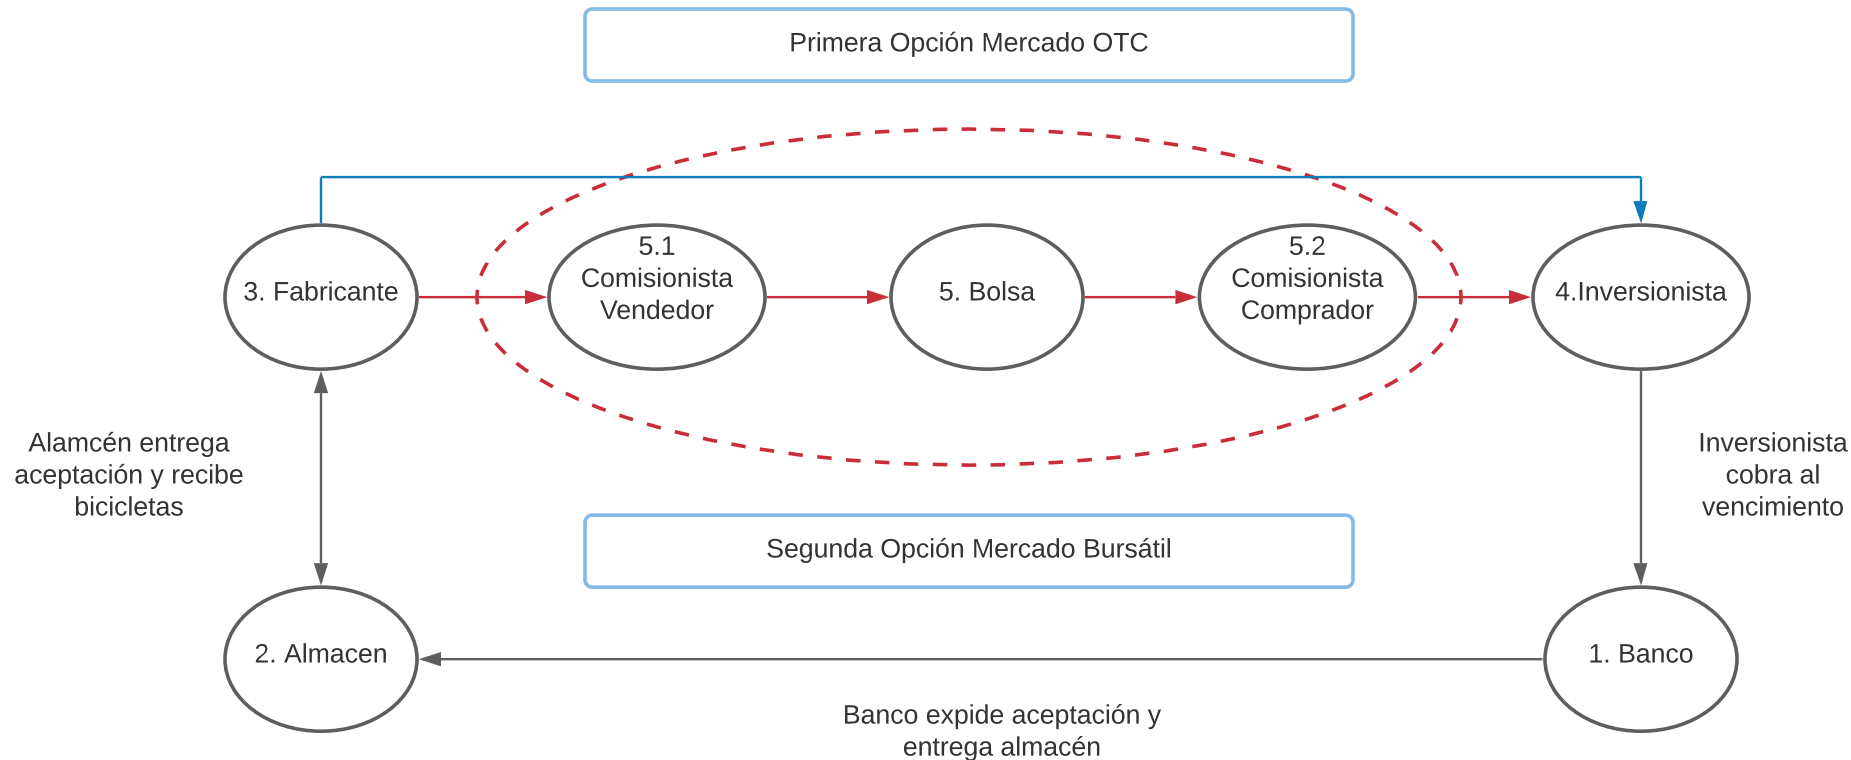 Primera Opción Mercado OTC
3. Fabricante
5.1
Comisionista
Vendedor
5. Bolsa
5.2
Comisionista
Comprador
4.Inversionista
Alamcén entrega
aceptación y recibe
bicicletas
Inversionista
cobra al
vencimiento
Segunda Opción Mercado Bursátil
2. Almacen
1. Banco
Banco expide aceptación y
entrega almacén